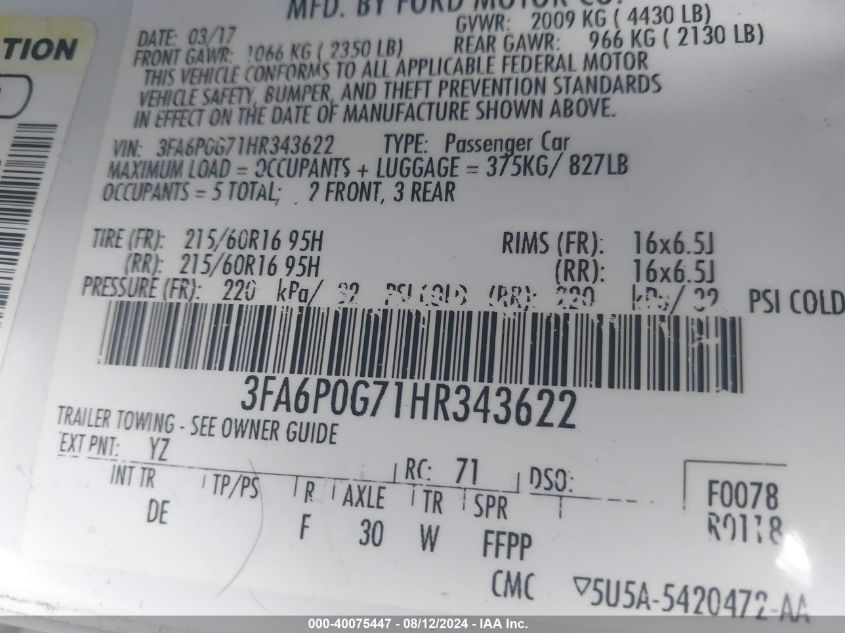 MFD. BY FORD MOTOR CO.
DATE: 03/17 GVWR: 2009 KG ( 4430 LB)
FRONT GAWR: 1066 KG ( 2350 LB) REAR GAWR: 966 KG ( 2130 LB)
THIS VEHICLE CONFORMS TO ALL APPLICABLE FEDERAL MOTOR
VEHICLE SAFETY, BUMPER, AND THEFT PREVENTION STANDARDS
IN EFFECT ON THE DATE OF MANUFACTURE SHOWN ABOVE.
VIN: 3FA6P0G71HR343622 TYPE: Passenger Car
MAXIMUM LOAD = OCCUPANTS + LUGGAGE = 375KG/ 827LB
OCCUPANTS = 5 TOTAL; 2 FRONT, 3 REAR
TIRE (FR): 215/60R16 95H RIMS (FR): 16x6.5J
(RR): 215/60R16 95H (RR): 16x6.5J
PRESSURE (FR): 220 kPa/ 32 PSI COLD (RR): 220 kPa/ 32 PSI COLD
3FA6P0G71HR343622
TRAILER TOWING - SEE OWNER GUIDE
EXT PNT: YZ RC: 71 DSO:
INT TR TP/PS R AXLE TR SPR F0078
DE F 30 W FFPP R0118
CMC ▽5U5A-5420472-AA
TION
000-40075447 - 08/12/2024 - IAA Inc.